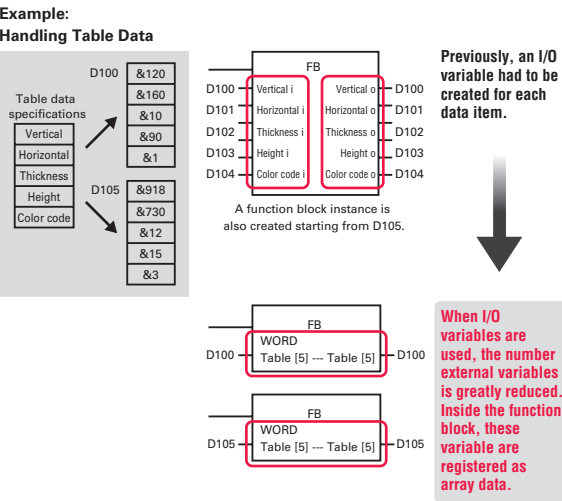 Example:
Handling Table Data
Table data
specifications
Vertical
Horizontal
Thickness
Height
Color code
D100
&120
&160
&10
&90
&1
D105
&918
&730
&12
&15
&3
FB
D100 Vertical i Vertical o D100
D101 Horizontal i Horizontal o D101
D102 Thickness i Thickness o D102
D103 Height i Height o D103
D104 Color code i Color code o D104
A function block instance is
also created starting from D105.
Previously, an I/O
variable had to be
created for each
data item.
FB
WORD
D100 Table [5] --- Table [5] D100
FB
WORD
D105 Table [5] --- Table [5] D105
When I/O
variables are
used, the number
external variables
is greatly reduced.
Inside the function
block, these
variable are
registered as
array data.